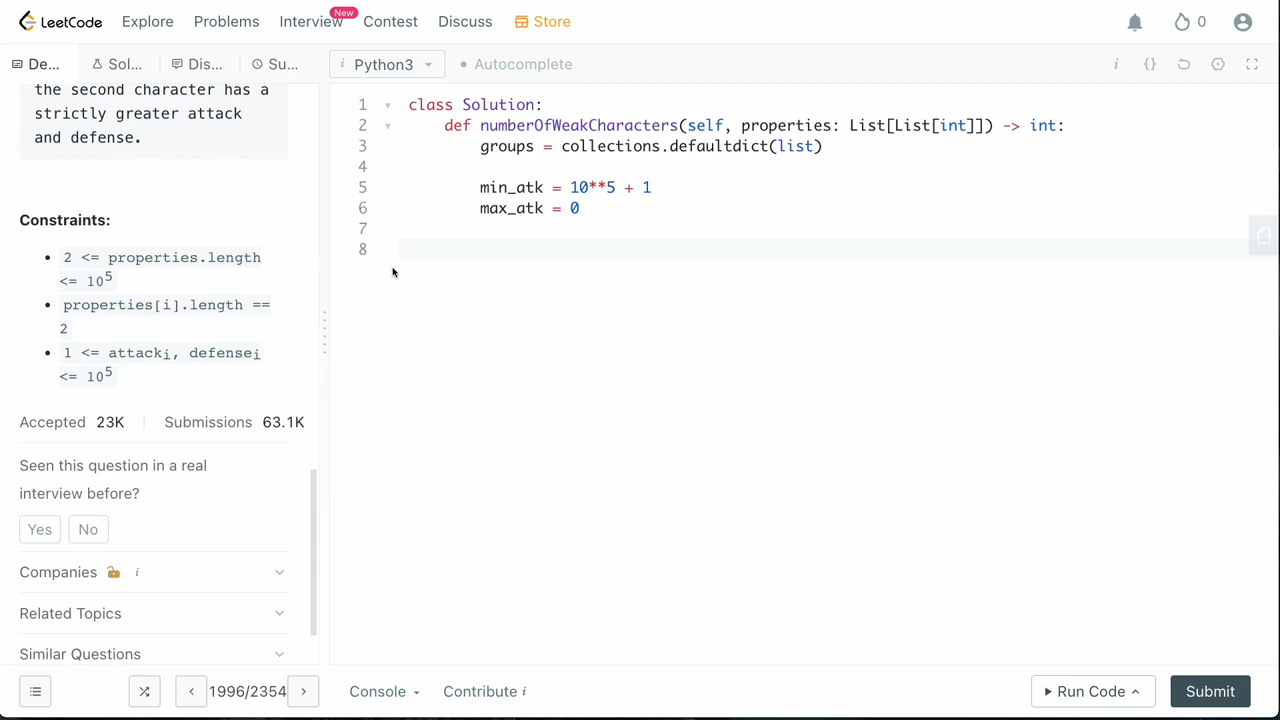 LeetCode Explore Problems Interview New Contest Discuss Store 0
De... Sol... Dis... Su... i Python3 Autocomplete i {}
the second character has a
strictly greater attack
and defense.
Constraints:
2 <= properties.length
<= 10^5
properties[i].length ==
2
1 <= attacki, defensei
<= 10^5
Accepted 23K Submissions 63.1K
Seen this question in a real
interview before?
Yes No
Companies i
Related Topics
Similar Questions
1 class Solution:
2 def numberOfWeakCharacters(self, properties: List[List[int]]) -> int:
3 groups = collections.defaultdict(list)
4
5 min_atk = 10**5 + 1
6 max_atk = 0
7
8
< 1996/2354 > Console Contribute i Run Code Submit